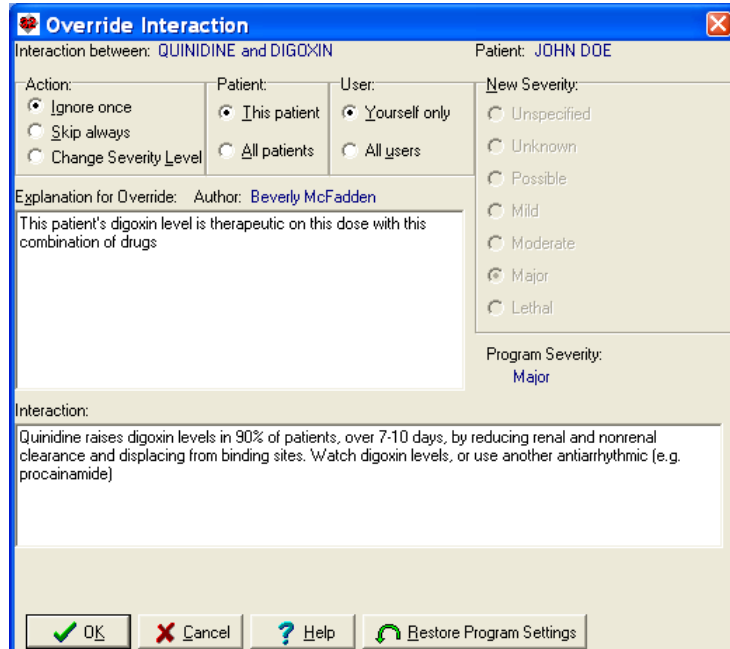 Override Interaction
Interaction between: QUINIDINE and DIGOXIN
Patient: JOHN DOE
Action:
Ignore once
Skip always
Change Severity Level
Patient:
This patient
All patients
User:
Yourself only
All users
New Severity:
Unspecified
Unknown
Possible
Mild
Moderate
Major
Lethal
Explanation for Override: Author: Beverly McFadden
This patient's digoxin level is therapeutic on this dose with this
combination of drugs
Program Severity:
Major
Interaction:
Quinidine raises digoxin levels in 90% of patients, over 7-10 days, by reducing renal and nonrenal
clearance and displacing from binding sites. Watch digoxin levels, or use another antiarrhythmic (e.g.
procainamide)
OK
Cancel
Help
Restore Program Settings